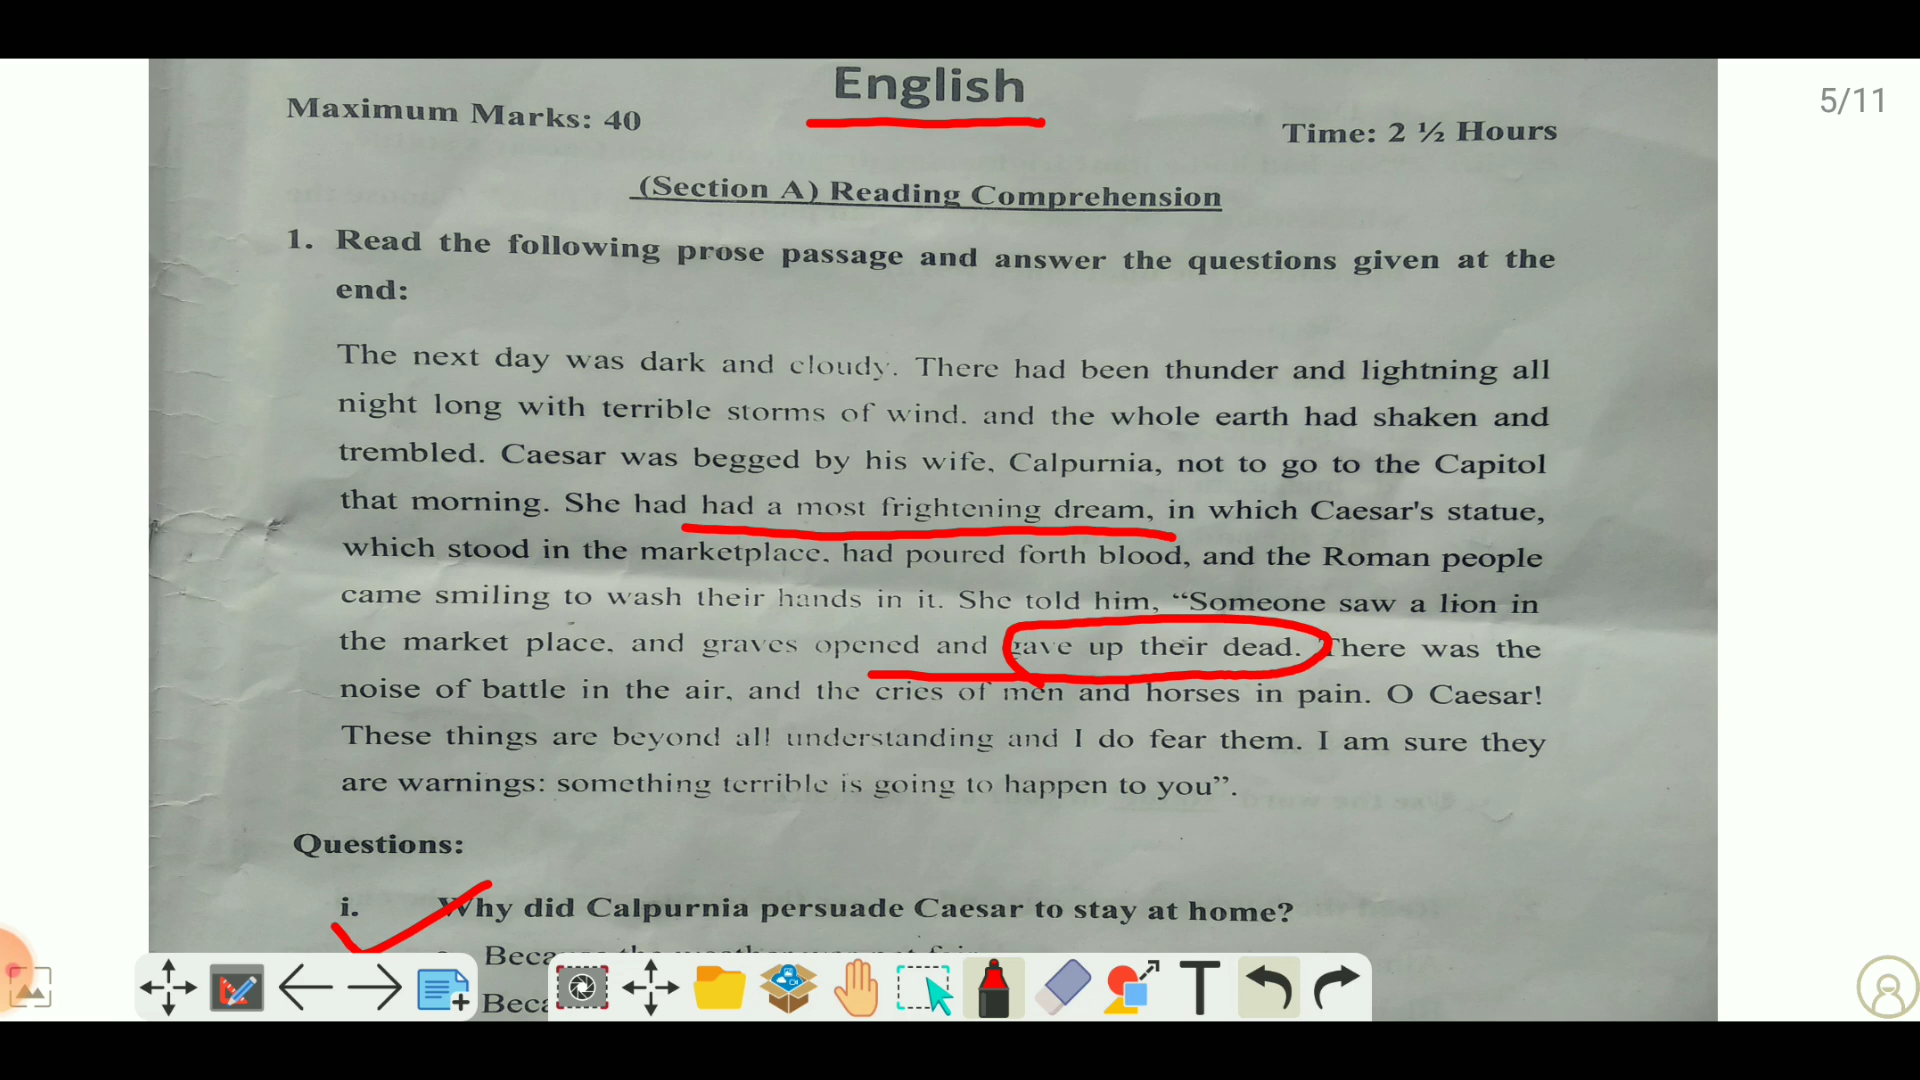 English
5/11
Maximum Marks: 40
Time: 2 ½ Hours
(Section A) Reading Comprehension
1. Read the following prose passage and answer the questions given at the
end:
The next day was dark and cloudy. There had been thunder and lightning all
night long with terrible storms of wind. and the whole earth had shaken and
trembled. Caesar was begged by his wife, Calpurnia, not to go to the Capitol
that morning. She had had a most frightening dream, in which Caesar's statue,
which stood in the marketplace, had poured forth blood, and the Roman people
came smiling to wash their hands in it. She told him, “Someone saw a lion in
the market place, and graves opened and gave up their dead. There was the
noise of battle in the air, and the cries of men and horses in pain. O Caesar!
These things are beyond all understanding and I do fear them. I am sure they
are warnings: something terrible is going to happen to you”.
Questions:
i. Why did Calpurnia persuade Caesar to stay at home?
T